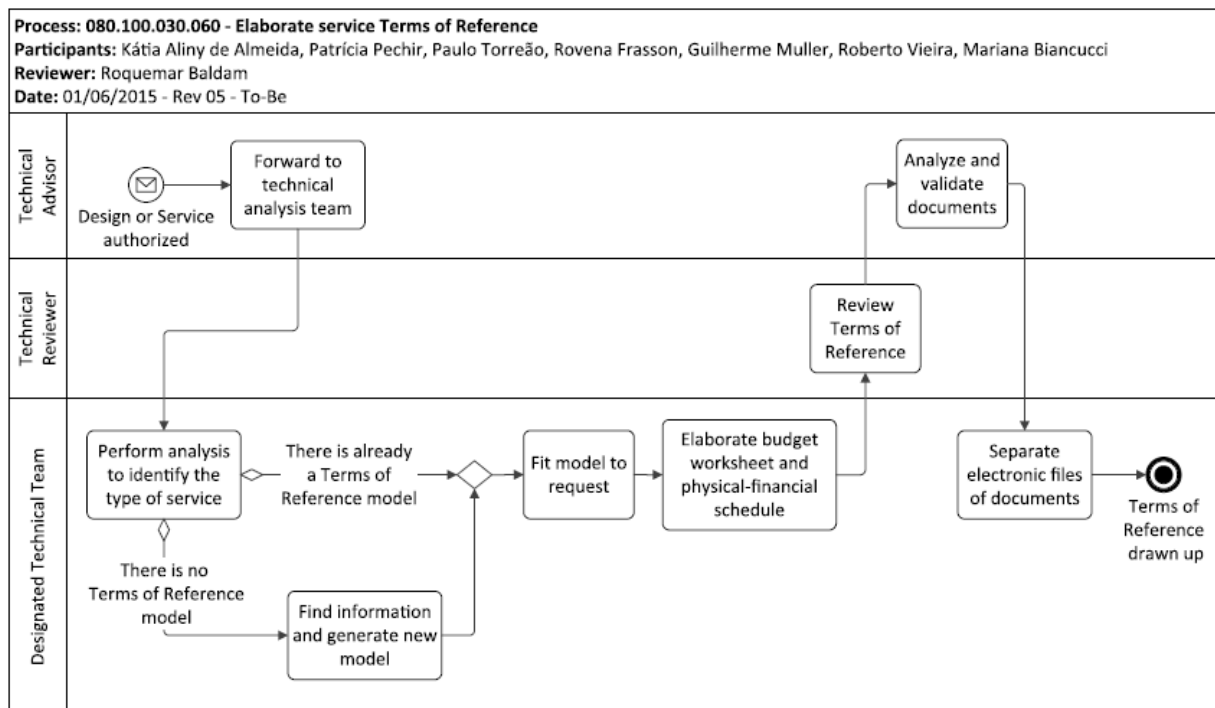 Process: 080.100.030.060 - Elaborate service Terms of Reference
Participants: Kátia Aliny de Almeida, Patrícia Pechir, Paulo Torreão, Rovena Frasson, Guilherme Muller, Roberto Vieira, Mariana Biancucci
Reviewer: Roquemar Baldam
Date: 01/06/2015 - Rev 05 - To-Be
Technical
Advisor
Design or Service
authorized
Forward to
technical
analysis team
Analyze and
validate
documents
Technical
Reviewer
Review
Terms of
Reference
Designated Technical Team
Perform analysis
to identify the
type of service
There is already
a Terms of
Reference model
There is no
Terms of Reference
model
Find information
and generate new
model
Fit model to
request
Elaborate budget
worksheet and
physical-financial
schedule
Separate
electronic files
of documents
Terms of
Reference
drawn up